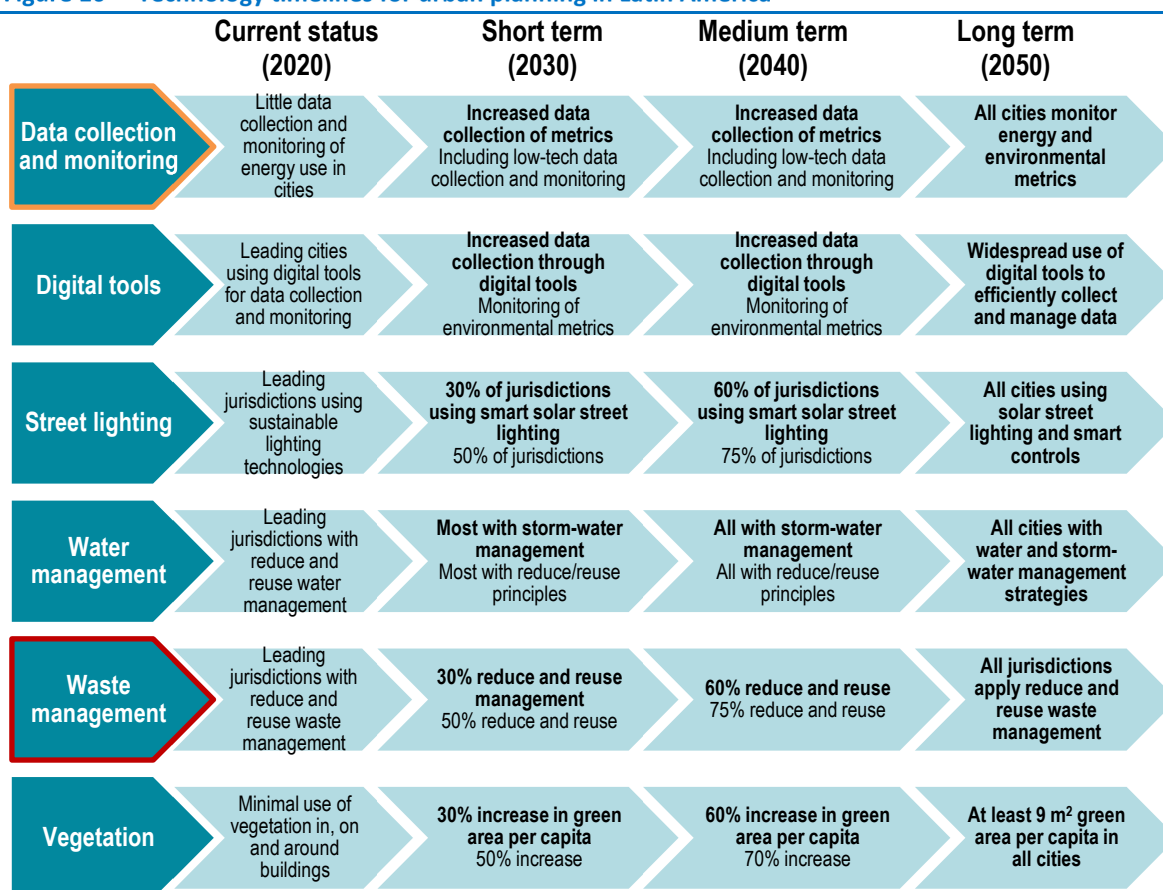 Figure
Technology timelines for urban planning in Latin America
Current status
(2020)
Short term
(2030)
Medium term
(2040)
Long term
(2050)
Data collection
and monitoring
Little data
collection and
monitoring of
energy use in
cities
Increased data
collection of metrics
Including low-tech data
collection and monitoring
Increased data
collection of metrics
Including low-tech data
collection and monitoring
All cities monitor
energy and
environmental
metrics
Digital tools
Leading cities
using digital tools
for data collection
and monitoring
Increased data
collection through
digital tools
Monitoring of
environmental metrics
Increased data
collection through
digital tools
Monitoring of
environmental metrics
Widespread use of
digital tools to
efficiently collect
and manage data
Street lighting
Leading
jurisdictions using
sustainable
lighting
technologies
30% of jurisdictions
using smart solar street
lighting
50% of jurisdictions
60% of jurisdictions
using smart solar street
lighting
75% of jurisdictions
All cities using
solar street
lighting and smart
controls
Water
management
Leading
jurisdictions with
reduce and
reuse water
management
Most with storm-water
management
Most with reduce/reuse
principles
All with storm-water
management
All with reduce/reuse
principles
All cities with
water and storm-
water management
strategies
Waste
management
Leading
jurisdictions with
reduce and
reuse waste
management
30% reduce and reuse
management
50% reduce and reuse
60% reduce and reuse
75% reduce and reuse
All jurisdictions
apply reduce and
reuse waste
management
Vegetation
Minimal use of
vegetation in, on
and around
buildings
30% increase in green
area per capita
50% increase
60% increase in green
area per capita
70% increase
At least 9 m² green
area per capita in
all cities